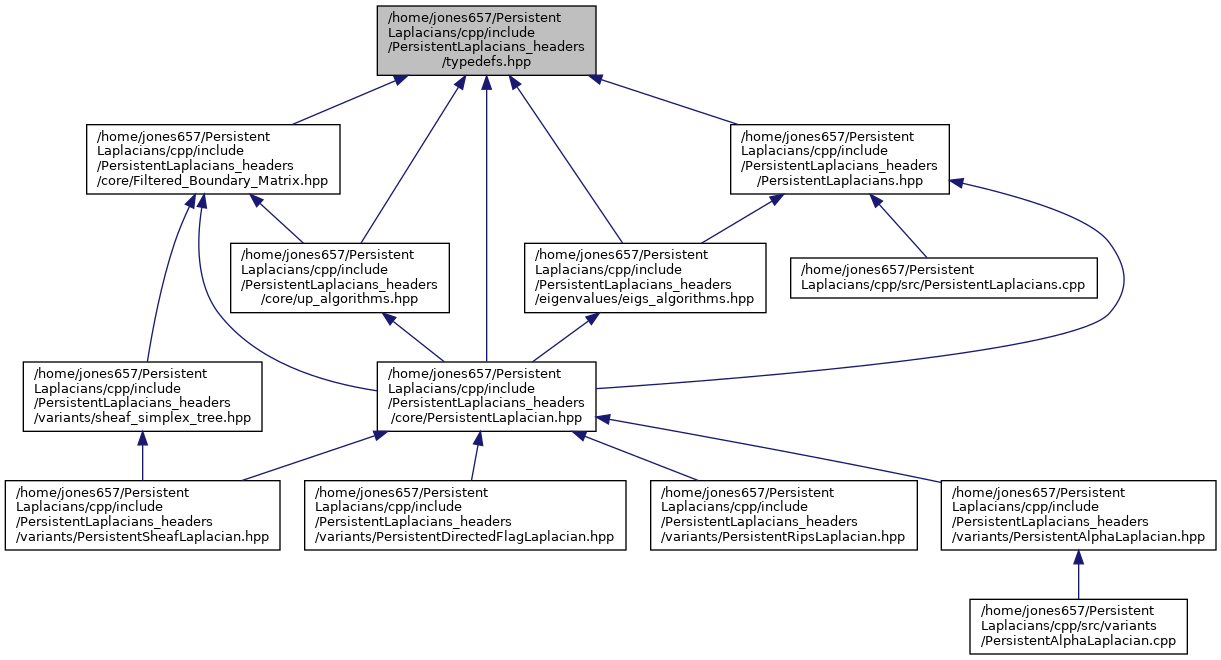 /home/jones657/Persistent
Laplacians/cpp/include
/PersistentLaplacians_headers
/typedefs.hpp
/home/jones657/Persistent
Laplacians/cpp/include
/PersistentLaplacians_headers
/core/Filtered_Boundary_Matrix.hpp
/home/jones657/Persistent
Laplacians/cpp/include
/PersistentLaplacians_headers
/PersistentLaplacians.hpp
/home/jones657/Persistent
Laplacians/cpp/include
/PersistentLaplacians_headers
/core/up_algorithms.hpp
/home/jones657/Persistent
Laplacians/cpp/include
/PersistentLaplacians_headers
/eigenvalues/eigs_algorithms.hpp
/home/jones657/Persistent
Laplacians/cpp/src/PersistentLaplacians.cpp
/home/jones657/Persistent
Laplacians/cpp/include
/PersistentLaplacians_headers
/variants/sheaf_simplex_tree.hpp
/home/jones657/Persistent
Laplacians/cpp/include
/PersistentLaplacians_headers
/core/PersistentLaplacian.hpp
/home/jones657/Persistent
Laplacians/cpp/include
/PersistentLaplacians_headers
/variants/PersistentSheafLaplacian.hpp
/home/jones657/Persistent
Laplacians/cpp/include
/PersistentLaplacians_headers
/variants/PersistentDirectedFlagLaplacian.hpp
/home/jones657/Persistent
Laplacians/cpp/include
/PersistentLaplacians_headers
/variants/PersistentRipsLaplacian.hpp
/home/jones657/Persistent
Laplacians/cpp/include
/PersistentLaplacians_headers
/variants/PersistentAlphaLaplacian.hpp
/home/jones657/Persistent
Laplacians/cpp/src/variants
/PersistentAlphaLaplacian.cpp